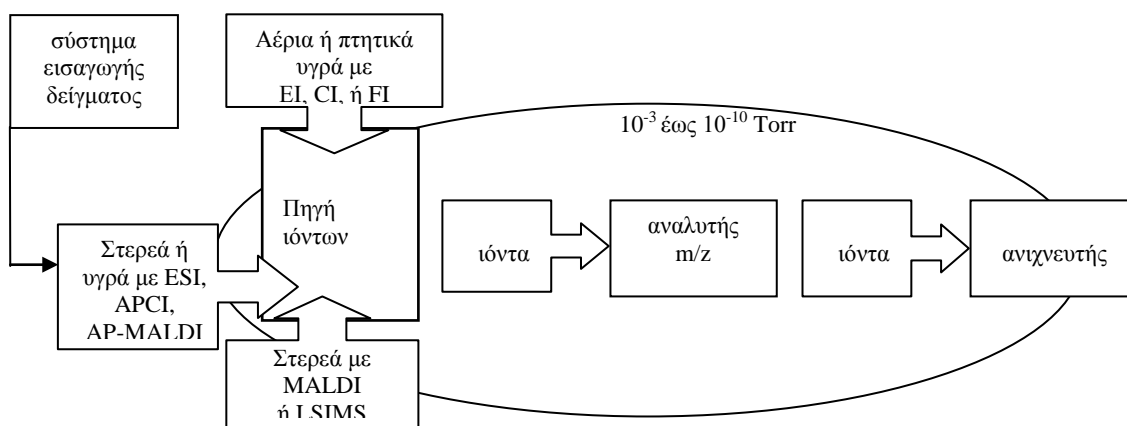 σύστημα
εισαγωγής
δείγματος
Αέρια ή πτητικά
υγρά με
EI, CI, ή FI
10⁻³ έως 10⁻¹⁰ Torr
Πηγή
ιόντων
Στερεά ή
υγρά με ESI,
APCI,
AP-MALDI
ιόντα
αναλυτής
m/z
ιόντα
ανιχνευτής
Στερεά με
MALDI
ή LSIMS